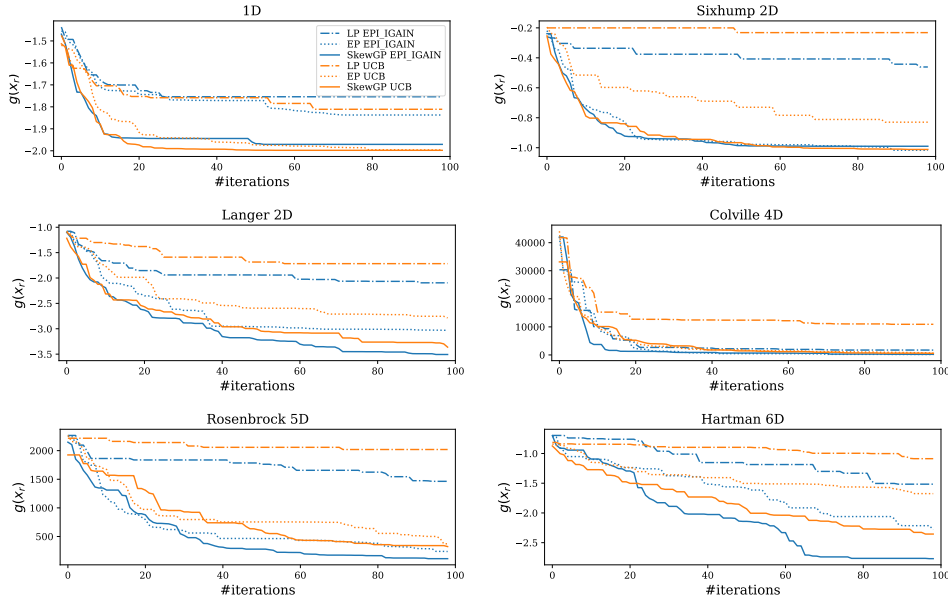 1D
g(x_r)
−1.5
−1.6
−1.7
−1.8
−1.9
−2.0
0
20
40
60
80
100
#iterations
LP EPI_IGAIN
EP EPI_IGAIN
SkewGP EPI_IGAIN
LP UCB
EP UCB
SkewGP UCB
Sixhump 2D
g(x_r)
−0.2
−0.4
−0.6
−0.8
−1.0
0
20
40
60
80
100
#iterations
Langer 2D
g(x_r)
−1.0
−1.5
−2.0
−2.5
−3.0
−3.5
0
20
40
60
80
100
#iterations
Colville 4D
g(x_r)
40000
30000
20000
10000
0
0
20
40
60
80
100
#iterations
Rosenbrock 5D
g(x_r)
2000
1500
1000
500
0
20
40
60
80
100
#iterations
Hartman 6D
g(x_r)
−1.0
−1.5
−2.0
−2.5
0
20
40
60
80
100
#iterations